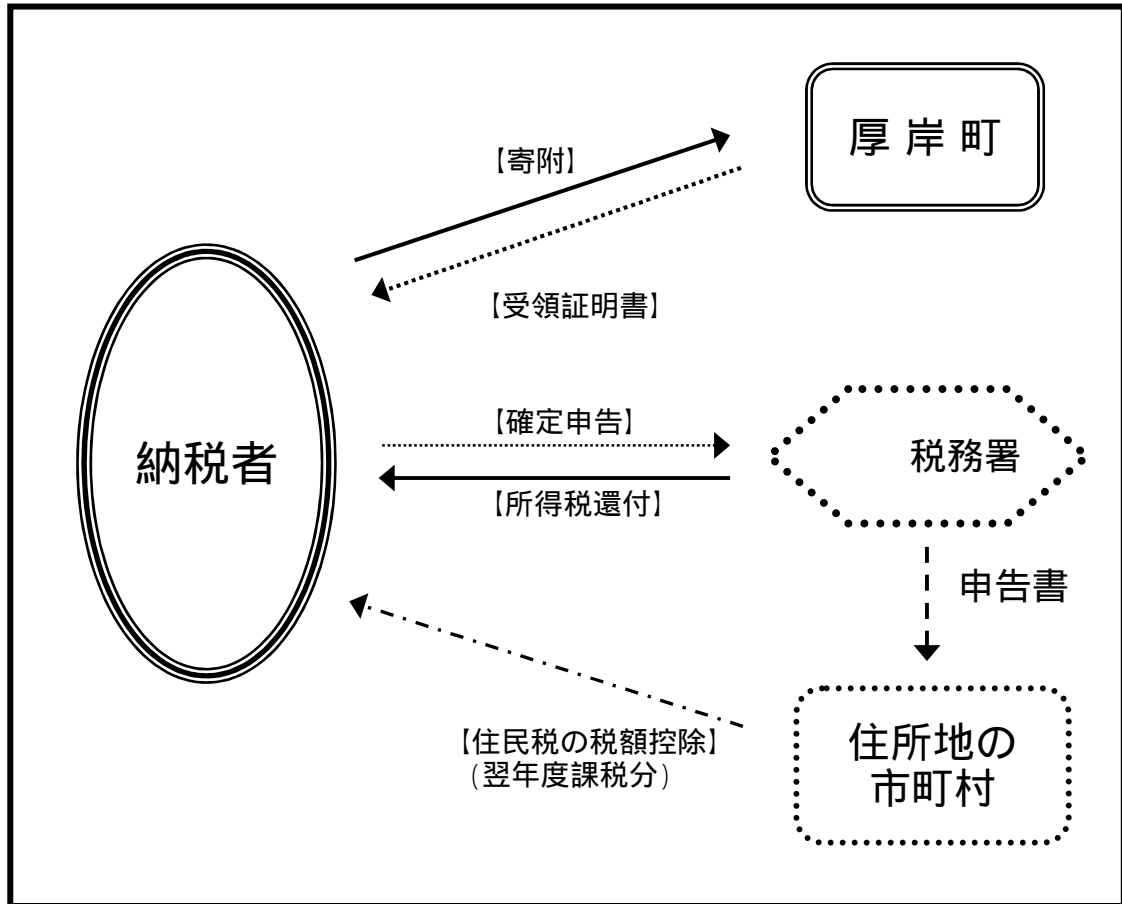 厚岸町
【寄附】
【受領証明書】
納税者
【確定申告】
税務署
【所得税還付】
申告書
【住民税の税額控除】
(翌年度課税分)
住所地の
市町村